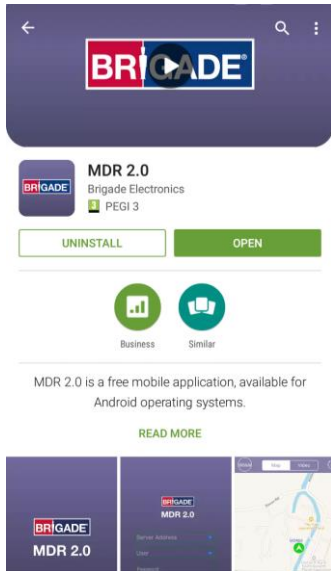 BRIGADE
BRIGADE
MDR 2.0
Brigade Electronics
3 PEGI 3
UNINSTALL
OPEN
Business
Similar
MDR 2.0 is a free mobile application, available for
Android operating systems.
READ MORE
BRIGADE
MDR 2.0
BRIGADE
MDR 2.0
Server Address
User
Password
Map
Video